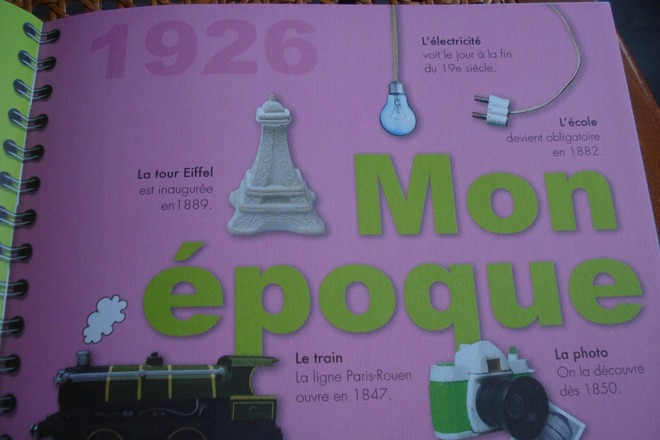 1926
L'électricité
voit le jour à la fin
du 19e siècle.
L'école
devient obligatoire
en 1882.
La tour Eiffel
est inaugurée
en1889.
Mon
époque
Le train
La ligne Paris-Rouen
ouvre en 1847.
La photo
On la découvre
dès 1850.